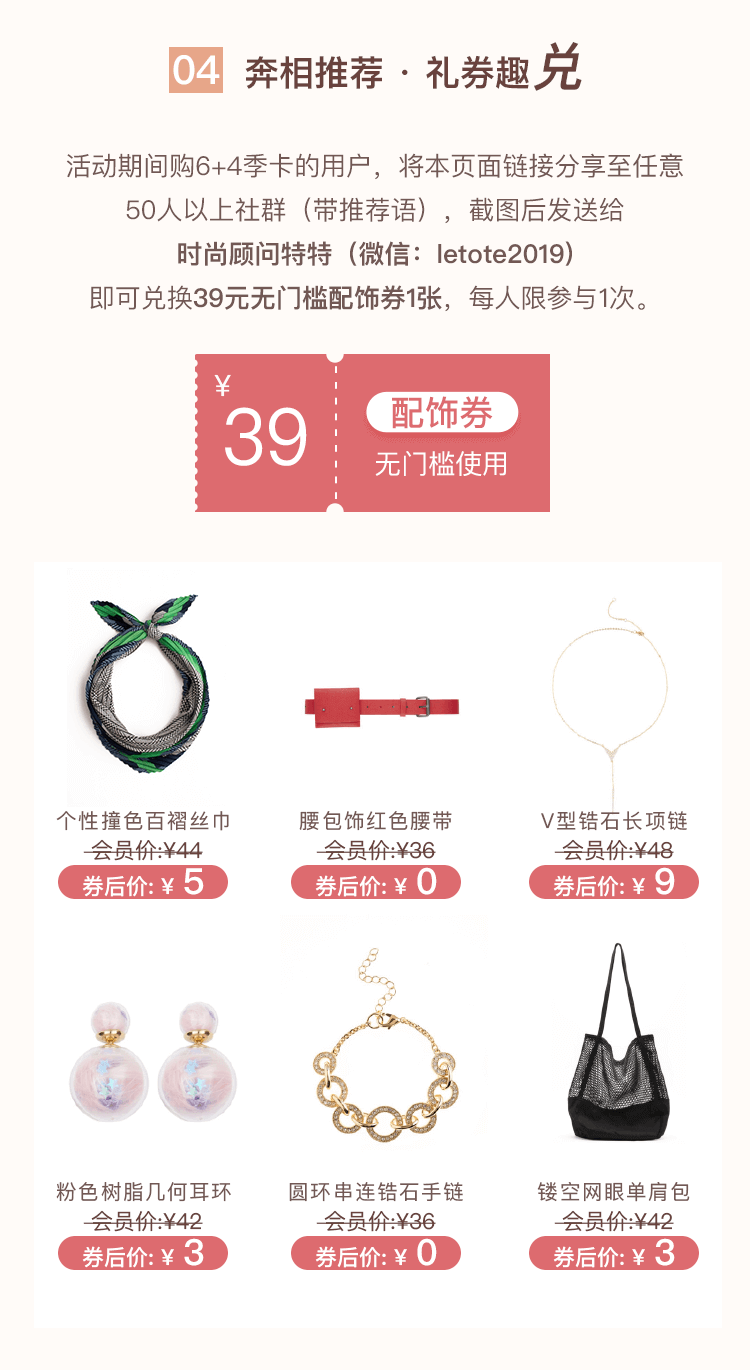 04 奔相推荐 · 礼券趣兑
活动期间购6+4季卡的用户，将本页面链接分享至任意
50人以上社群（带推荐语），截图后发送给
时尚顾问特特（微信：letote2019)
即可兑换39元无门槛配饰券1张，每人限参与1次。
¥
39
配饰券
无门槛使用
个性撞色百褶丝巾
会员价:¥44
券后价: ¥ 5
腰包饰红色腰带
会员价:¥36
券后价: ¥ 0
V型锆石长项链
会员价:¥48
券后价: ¥ 9
粉色树脂几何耳环
会员价:¥42
券后价: ¥ 3
圆环串连锆石手链
会员价:¥36
券后价: ¥ 0
镂空网眼单肩包
会员价:¥42
券后价: ¥ 3